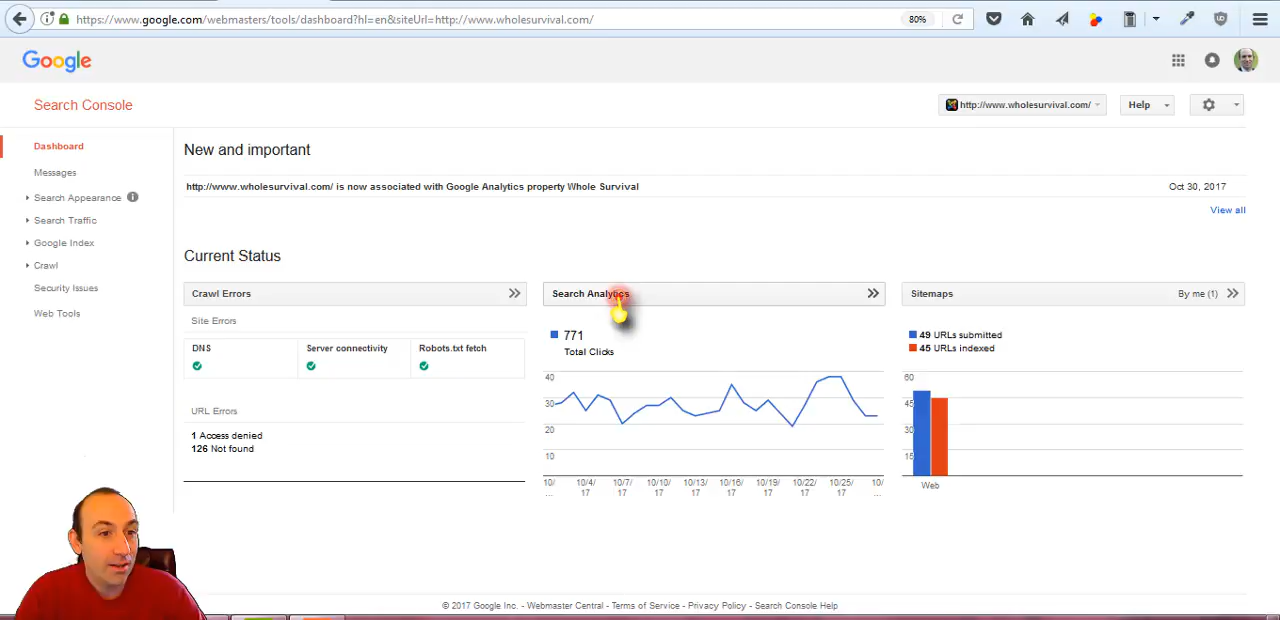 https://www.google.com/webmasters/tools/dashboard?hl=en&siteUrl=http://www.wholesurvival.com/
80%
Google
Search Console
http://www.wholesurvival.com/
Help
Dashboard
Messages
Search Appearance
Search Traffic
Google Index
Crawl
Security Issues
Web Tools
New and important
http://www.wholesurvival.com/ is now associated with Google Analytics property Whole Survival
Oct 30, 2017
View all
Current Status
Crawl Errors
Site Errors
DNS
Server connectivity
Robots.txt fetch
URL Errors
1 Access denied
126 Not found
Search Analytics
771
Total Clicks
40
30
20
10
10/ 10/4/ 10/7/ 10/10/ 10/13/ 10/16/ 10/19/ 10/22/ 10/25/ 10/
... 17 17 17 17 17 17 17 17 ...
Sitemaps
By me (1)
49 URLs submitted
45 URLs indexed
60
45
30
15
Web
© 2017 Google Inc. - Webmaster Central - Terms of Service - Privacy Policy - Search Console Help